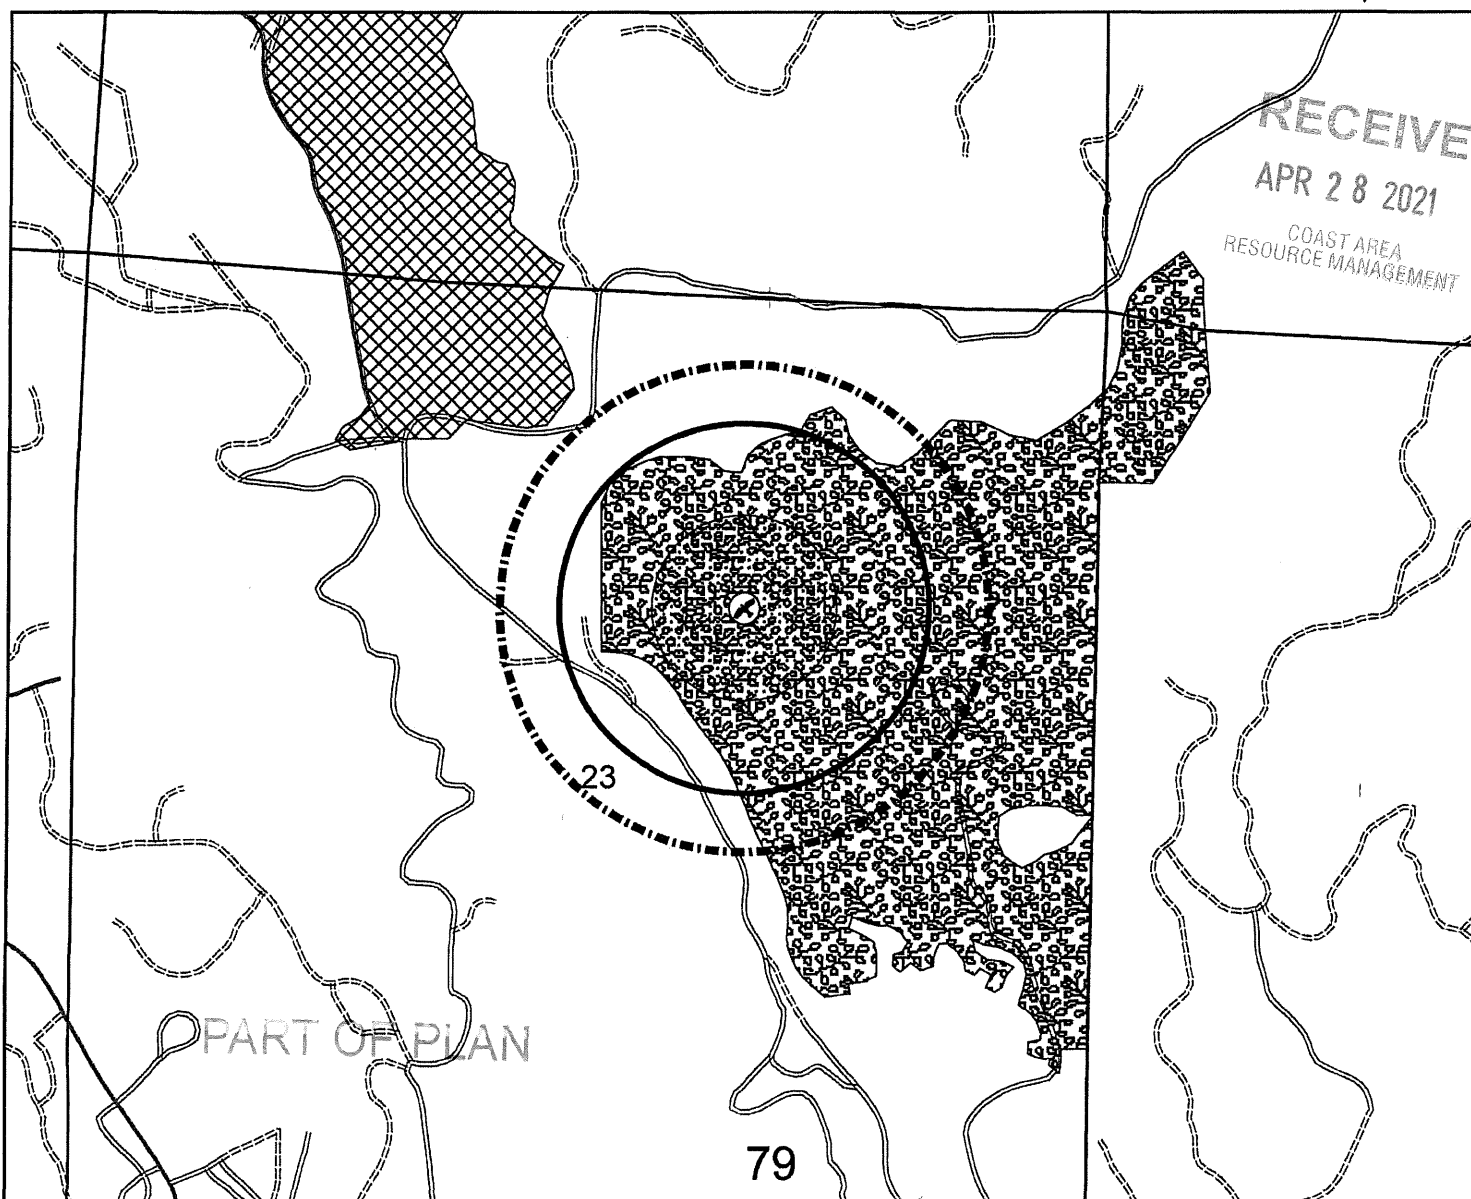 RECEIVE
APR 28 2021
COAST AREA
RESOURCE MANAGEMENT
23
PART OF PLAN
79